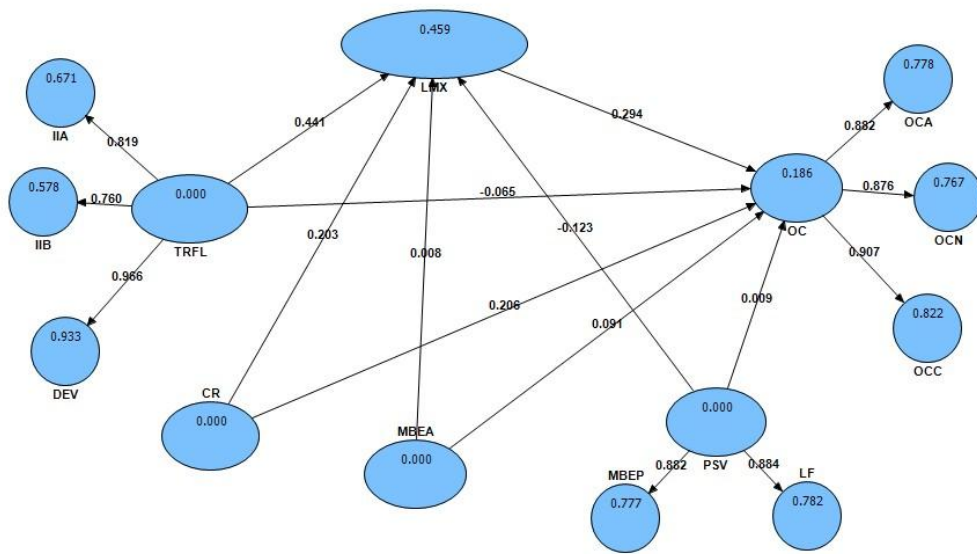 0.459
LMX
0.671
IIA
0.778
OCA
0.819
0.441
0.294
0.882
0.578
IIB
0.760
0.000
TRFL
-0.065
0.186
OC
0.876
0.767
OCN
0.203
-0.123
0.008
0.907
0.966
0.206
0.009
0.091
0.933
DEV
0.822
OCC
CR
0.000
MBEA
0.000
0.000
PSV
MBEP
0.882
0.884
LF
0.777
0.782